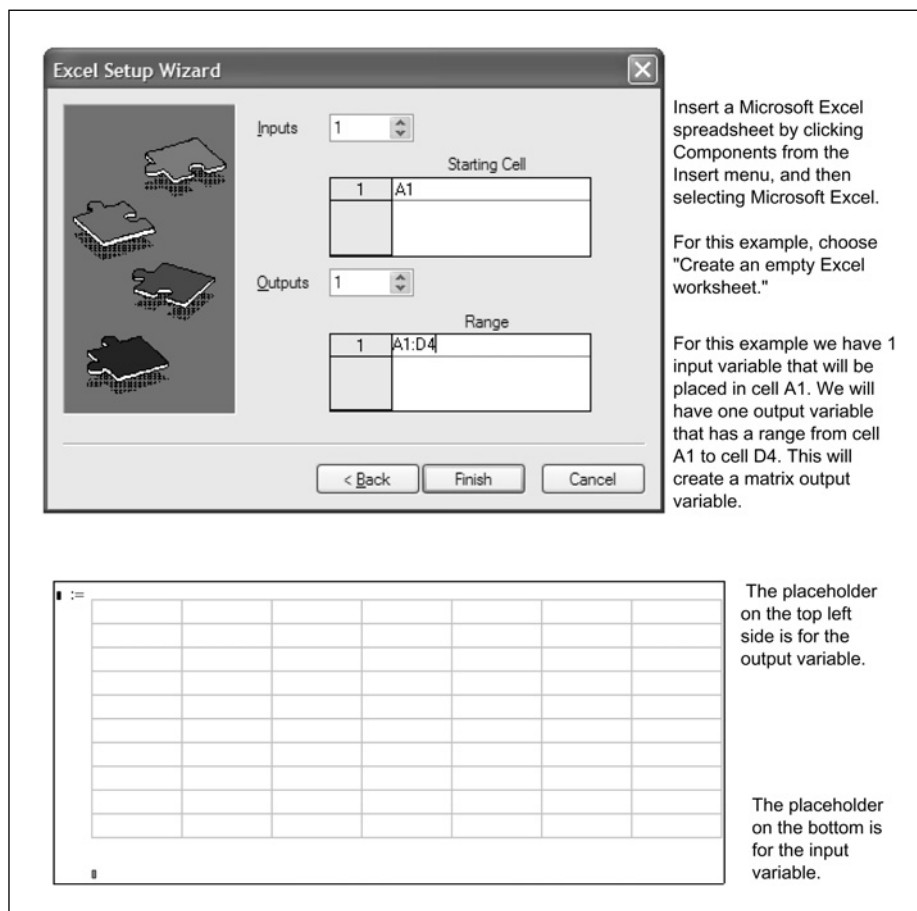 Excel Setup Wizard
Inputs 1
Starting Cell
1 A1
Outputs 1
Range
1 A1:D4
< Back Finish Cancel
Insert a Microsoft Excel
spreadsheet by clicking
Components from the
Insert menu, and then
selecting Microsoft Excel.
For this example, choose
"Create an empty Excel
worksheet."
For this example we have 1
input variable that will be
placed in cell A1. We will
have one output variable
that has a range from cell
A1 to cell D4. This will
create a matrix output
variable.
:=
The placeholder
on the top left
side is for the
output variable.
The placeholder
on the bottom is
for the input
variable.